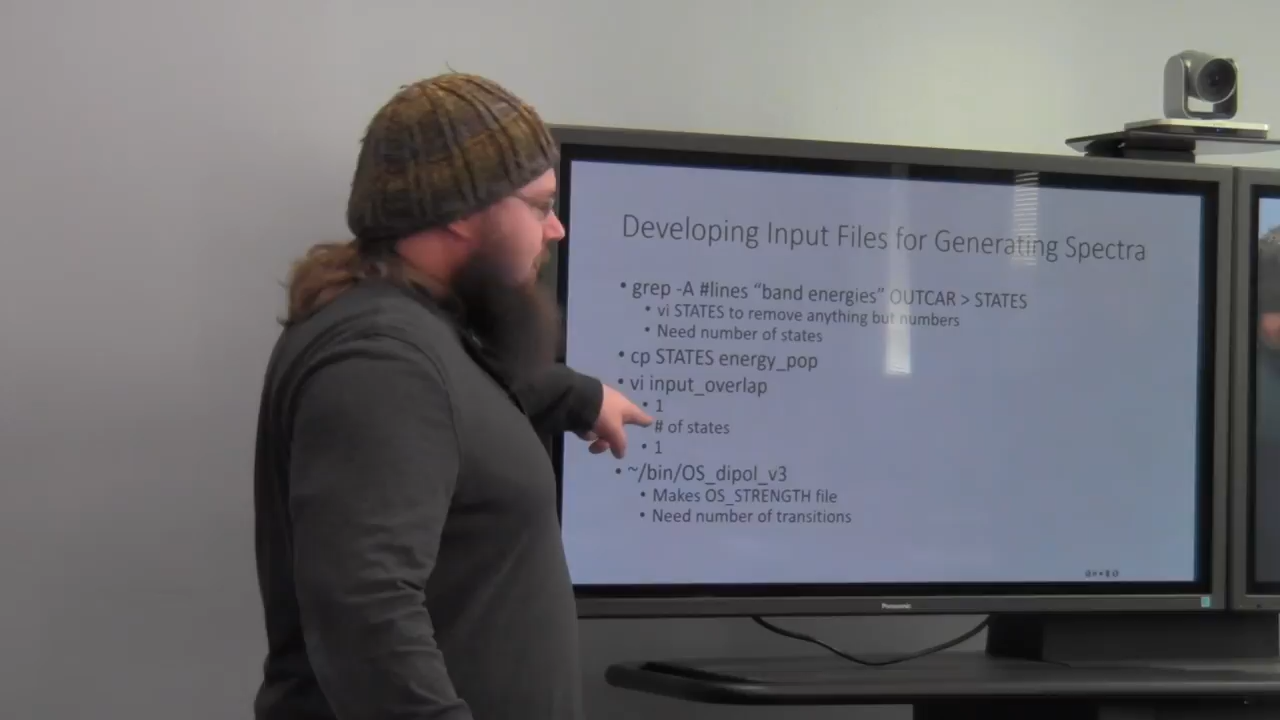 Developing Input Files for Generating Spectra
• grep -A #lines “band energies” OUTCAR > STATES
• vi STATES to remove anything but numbers
• Need number of states
• cp STATES energy_pop
• vi input_overlap
• 1
# of states
• 1
• ~/bin/OS_dipol_v3
• Makes OS_STRENGTH file
• Need number of transitions
Panasonic